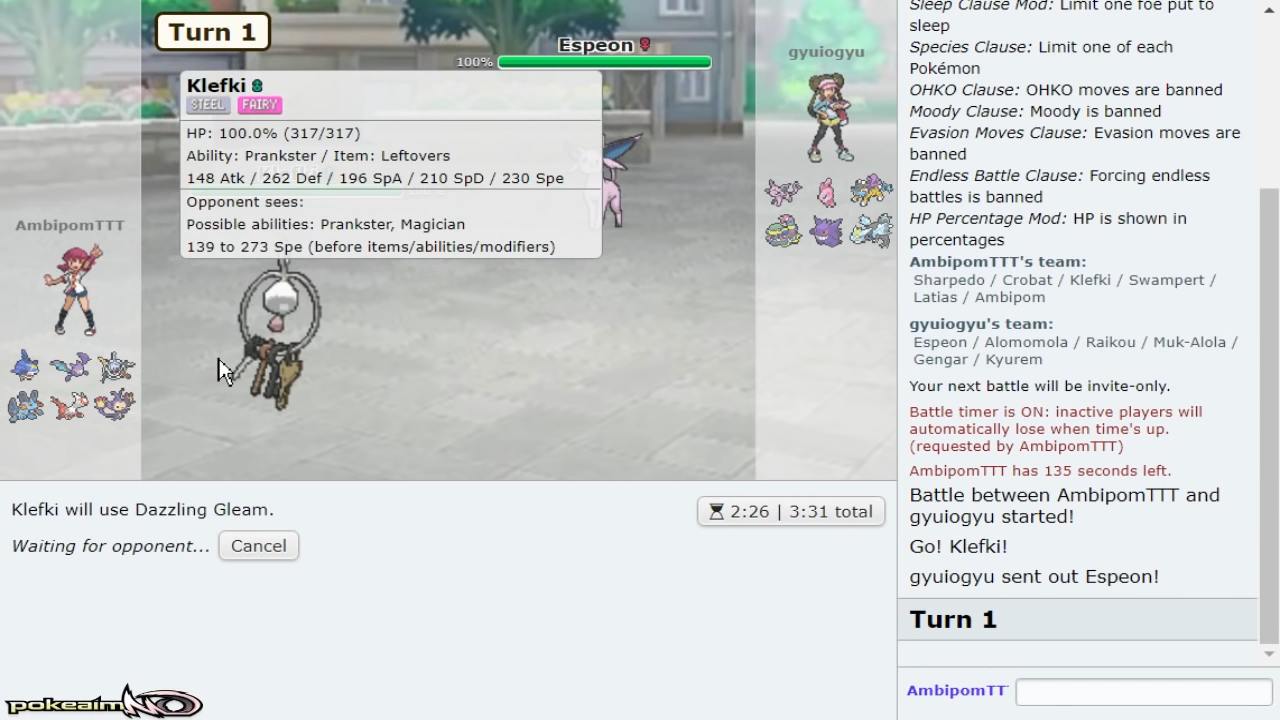 Turn 1
Espeon
100%
Klefki
STEEL FAIRY
HP: 100.0% (317/317)
Ability: Prankster / Item: Leftovers
148 Atk / 262 Def / 196 SpA / 210 SpD / 230 Spe
Opponent sees:
Possible abilities: Prankster, Magician
139 to 273 Spe (before items/abilities/modifiers)
AmbipomTTT
gyuiogyu
Klefki will use Dazzling Gleam.
2:26 | 3:31 total
Waiting for opponent... Cancel
pokeaimMD
Sleep Clause Mod: Limit one foe put to
sleep
Species Clause: Limit one of each
Pokémon
OHKO Clause: OHKO moves are banned
Moody Clause: Moody is banned
Evasion Moves Clause: Evasion moves are
banned
Endless Battle Clause: Forcing endless
battles is banned
HP Percentage Mod: HP is shown in
percentages
AmbipomTTT's team:
Sharpedo / Crobat / Klefki / Swampert /
Latias / Ambipom
gyuiogyu's team:
Espeon / Alomomola / Raikou / Muk-Alola /
Gengar / Kyurem
Your next battle will be invite-only.
Battle timer is ON: inactive players will
automatically lose when time's up.
(requested by AmbipomTTT)
AmbipomTTT has 135 seconds left.
Battle between AmbipomTTT and
gyuiogyu started!
Go! Klefki!
gyuiogyu sent out Espeon!
Turn 1
AmbipomTT